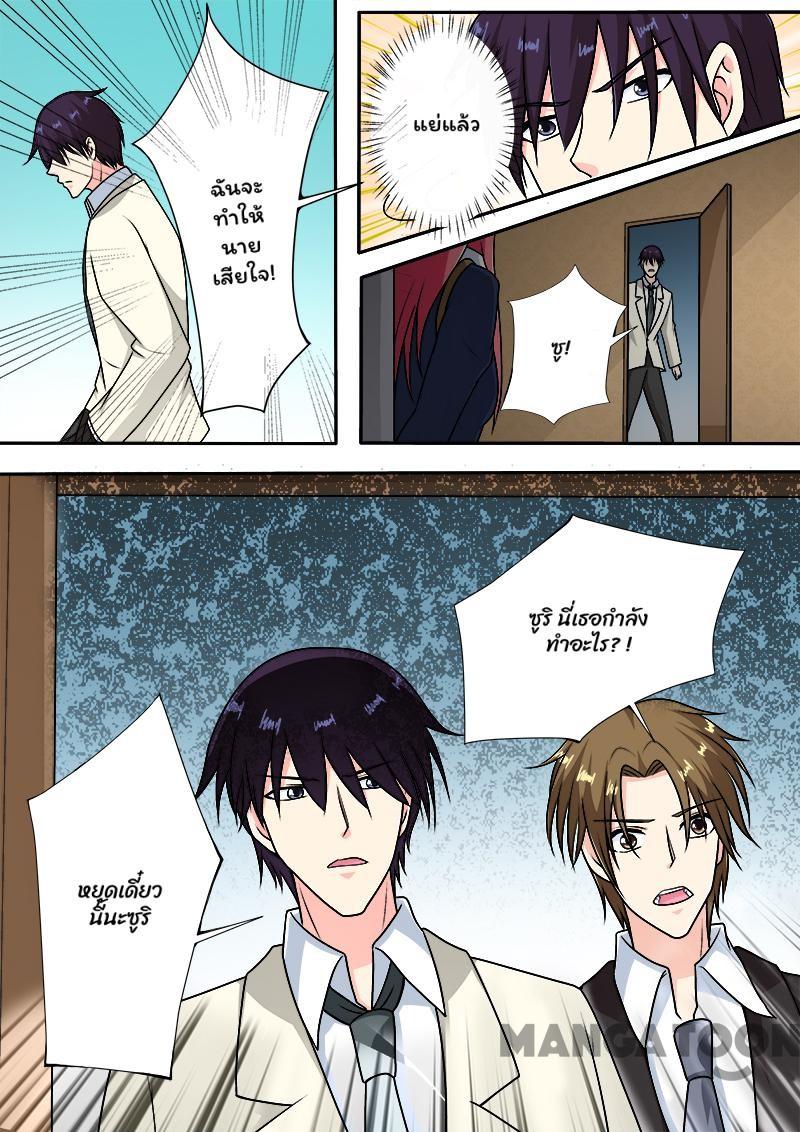 ฉันจะ
ทำให้
นาย
เสียใจ!
แย่แล้ว
ซู!
ซูริ นี่เธอกำลัง
ทำอะไร?!
หยุดเดี๋ยว
นี้นะซูริ
MANGATOON